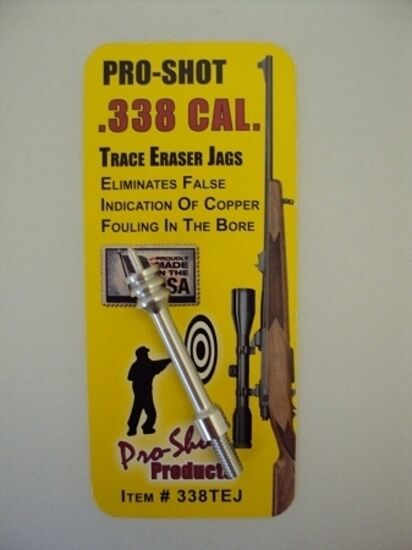 PRO-SHOT
.338 CAL.
TRACE ERASER JAGS
ELIMINATES FALSE
INDICATION OF COPPER
FOULING IN THE BORE
PROUDLY
MADE
IN THE
USA
Pro-Shot
Products
ITEM # 338TEJ